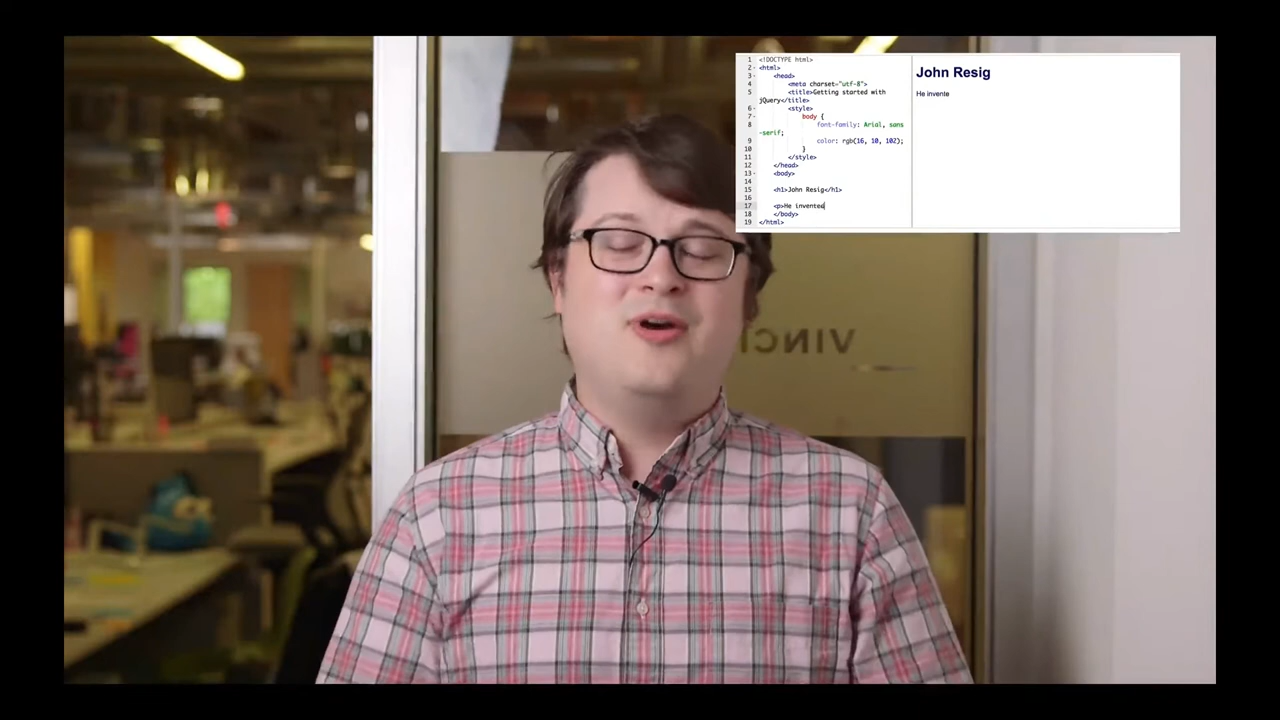 1 <!DOCTYPE html>
2 <html>
3 <head>
4 <meta charset="utf-8">
5 <title>Getting started with
jQuery</title>
6 <style>
7 body {
8 font-family: Arial, sans
-serif;
9 color: rgb(16, 10, 102);
10 }
11 </style>
12 </head>
13 <body>
14
15 <h1>John Resig</h1>
16
17 <p>He invented
18 </body>
19 </html>
John Resig
He invente
VINCI